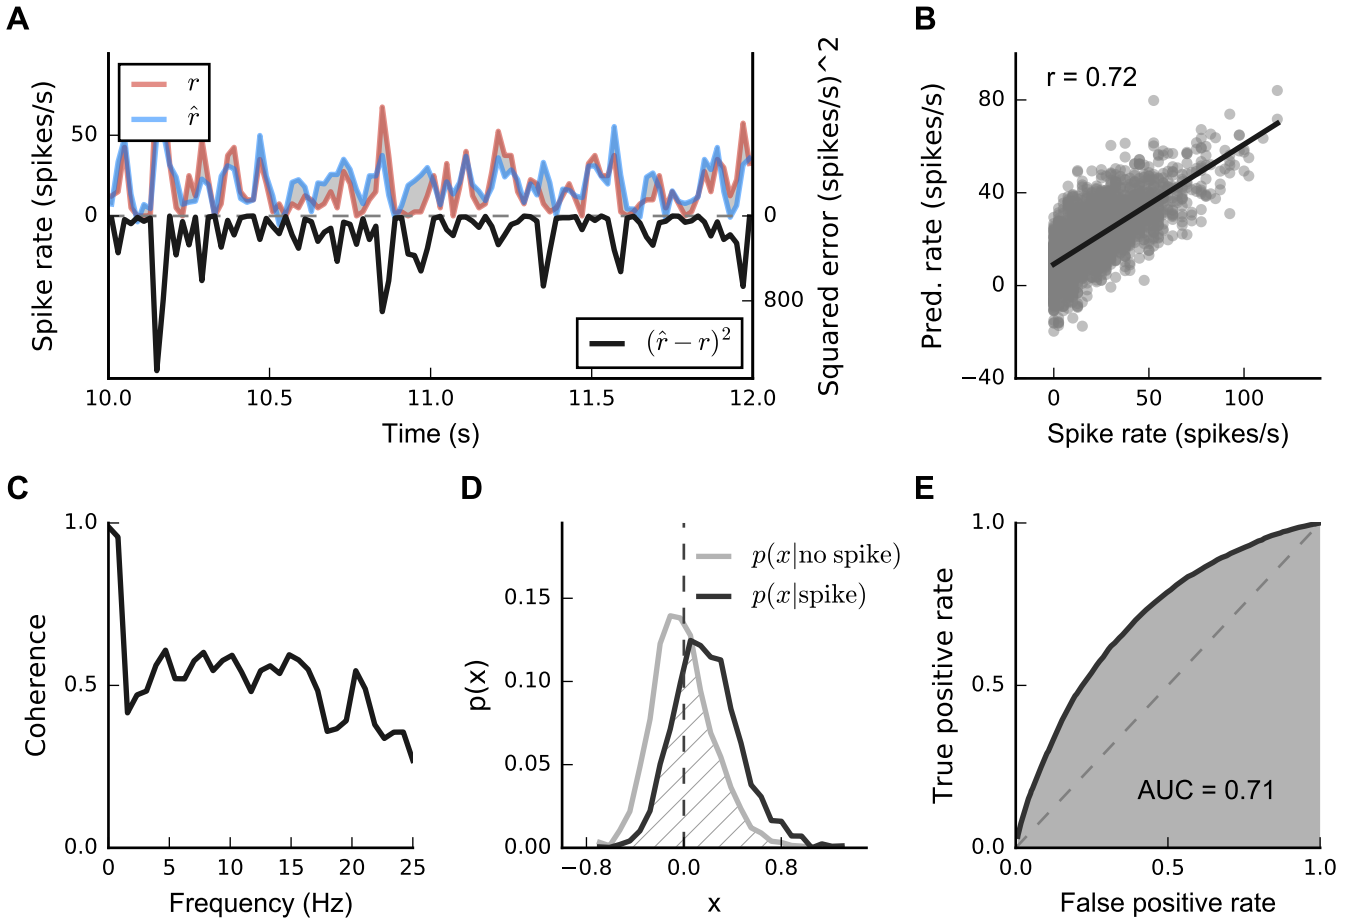 A
Spike rate (spikes/s)
50
0
r
r̂
0
800
Squared error (spikes/s)^2
(r̂ − r)²
10.0 10.5 11.0 11.5 12.0
Time (s)
B
r = 0.72
Pred. rate (spikes/s)
80
40
0
−40
0 50 100
Spike rate (spikes/s)
C
Coherence
1.0
0.5
0.0
0 5 10 15 20 25
Frequency (Hz)
D
p(x)
0.15
0.10
0.05
0.00
p(x|no spike)
p(x|spike)
−0.8 0.0 0.8
x
E
True positive rate
1.0
0.5
0.0
AUC = 0.71
0.0 0.5 1.0
False positive rate